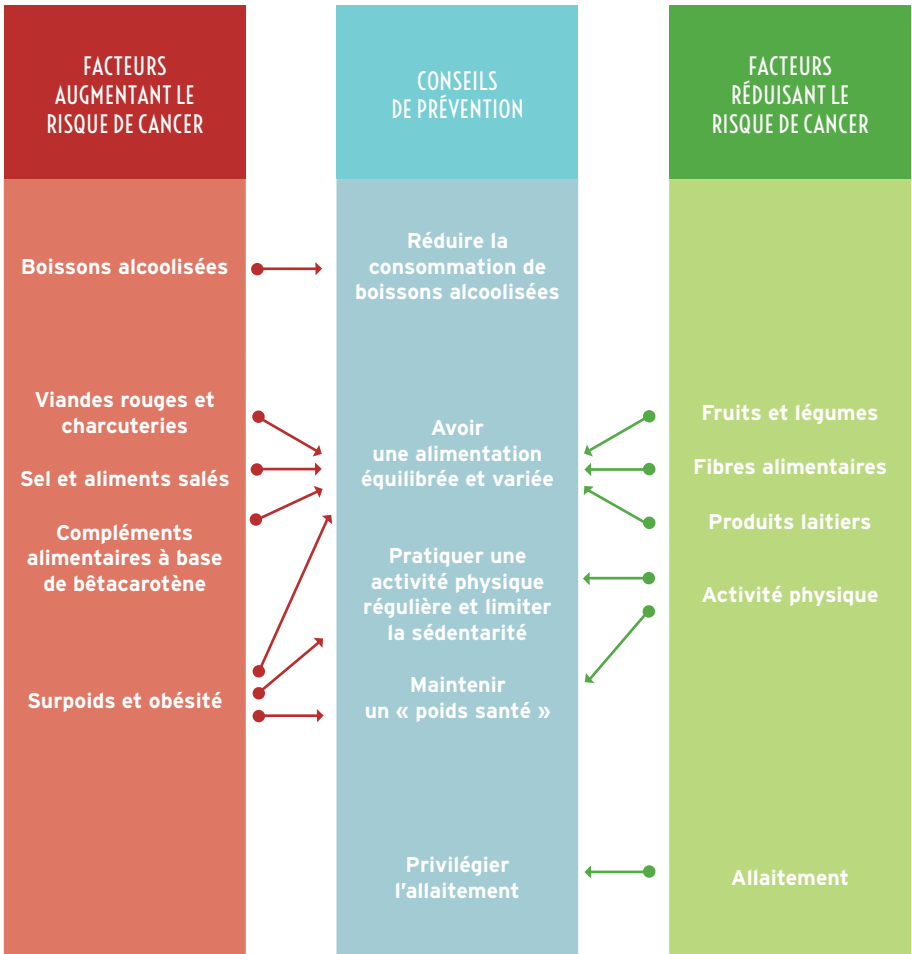 FACTEURS
AUGMENTANT LE
RISQUE DE CANCER
Boissons alcoolisées
Viandes rouges et
charcuteries
Sel et aliments salés
Compléments
alimentaires à base
de bêtacarotène
Surpoids et obésité
CONSEILS
DE PRÉVENTION
Réduire la
consommation de
boissons alcoolisées
Avoir
une alimentation
équilibrée et variée
Pratiquer une
activité physique
régulière et limiter
la sédentarité
Maintenir
un « poids santé »
Privilégier
l'allaitement
FACTEURS
RÉDUISANT LE
RISQUE DE CANCER
Fruits et légumes
Fibres alimentaires
Produits laitiers
Activité physique
Allaitement